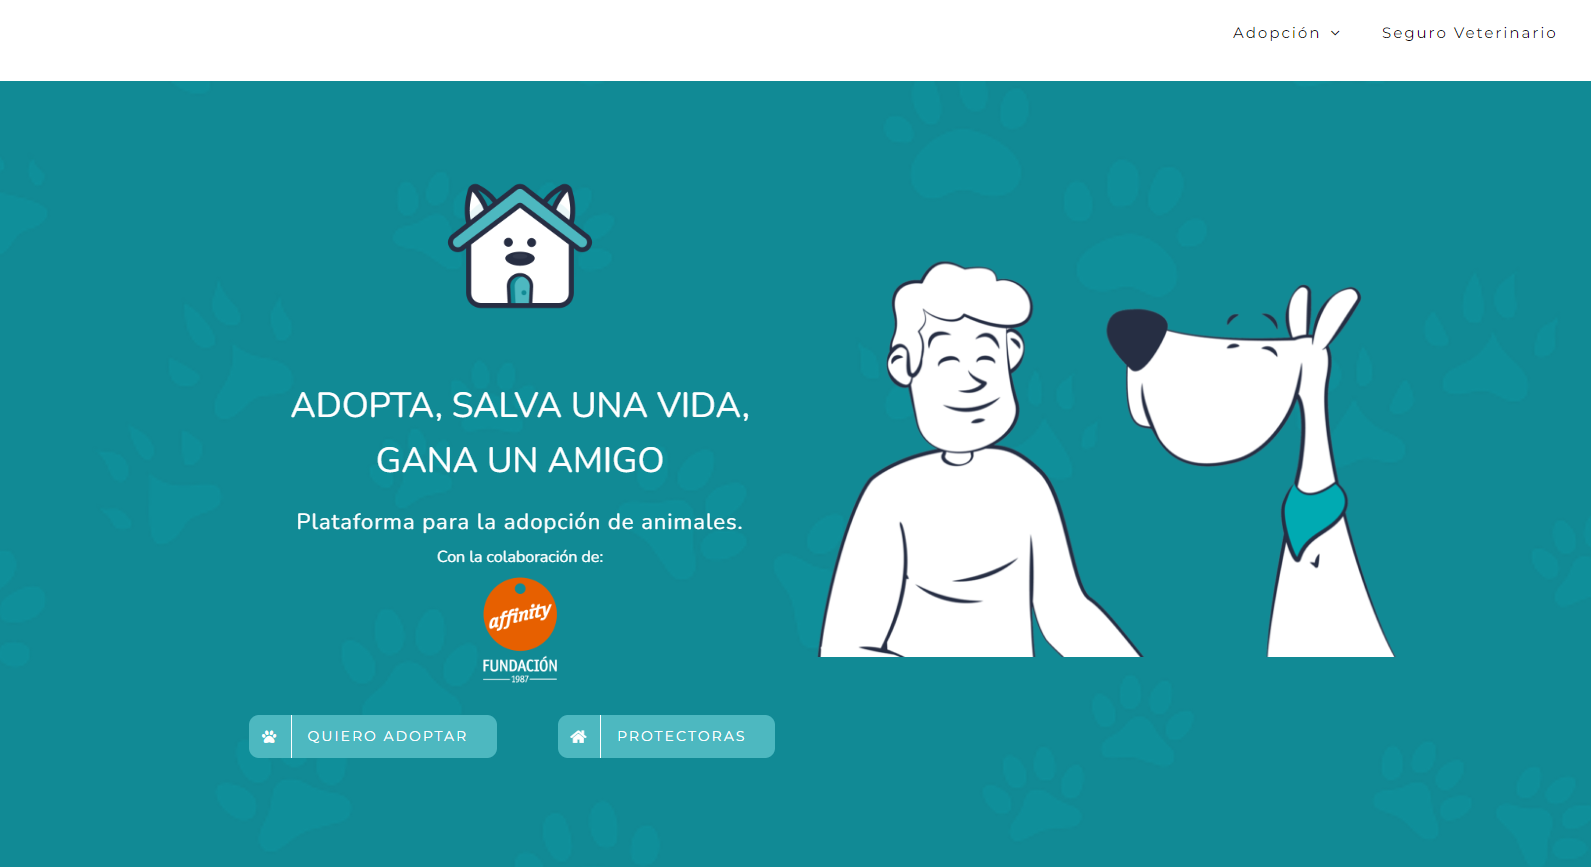 Adopción
Seguro Veterinario
ADOPTA, SALVA UNA VIDA,
GANA UN AMIGO
Plataforma para la adopción de animales.
Con la colaboración de:
affinity
FUNDACIÓN
1987
QUIERO ADOPTAR
PROTECTORAS